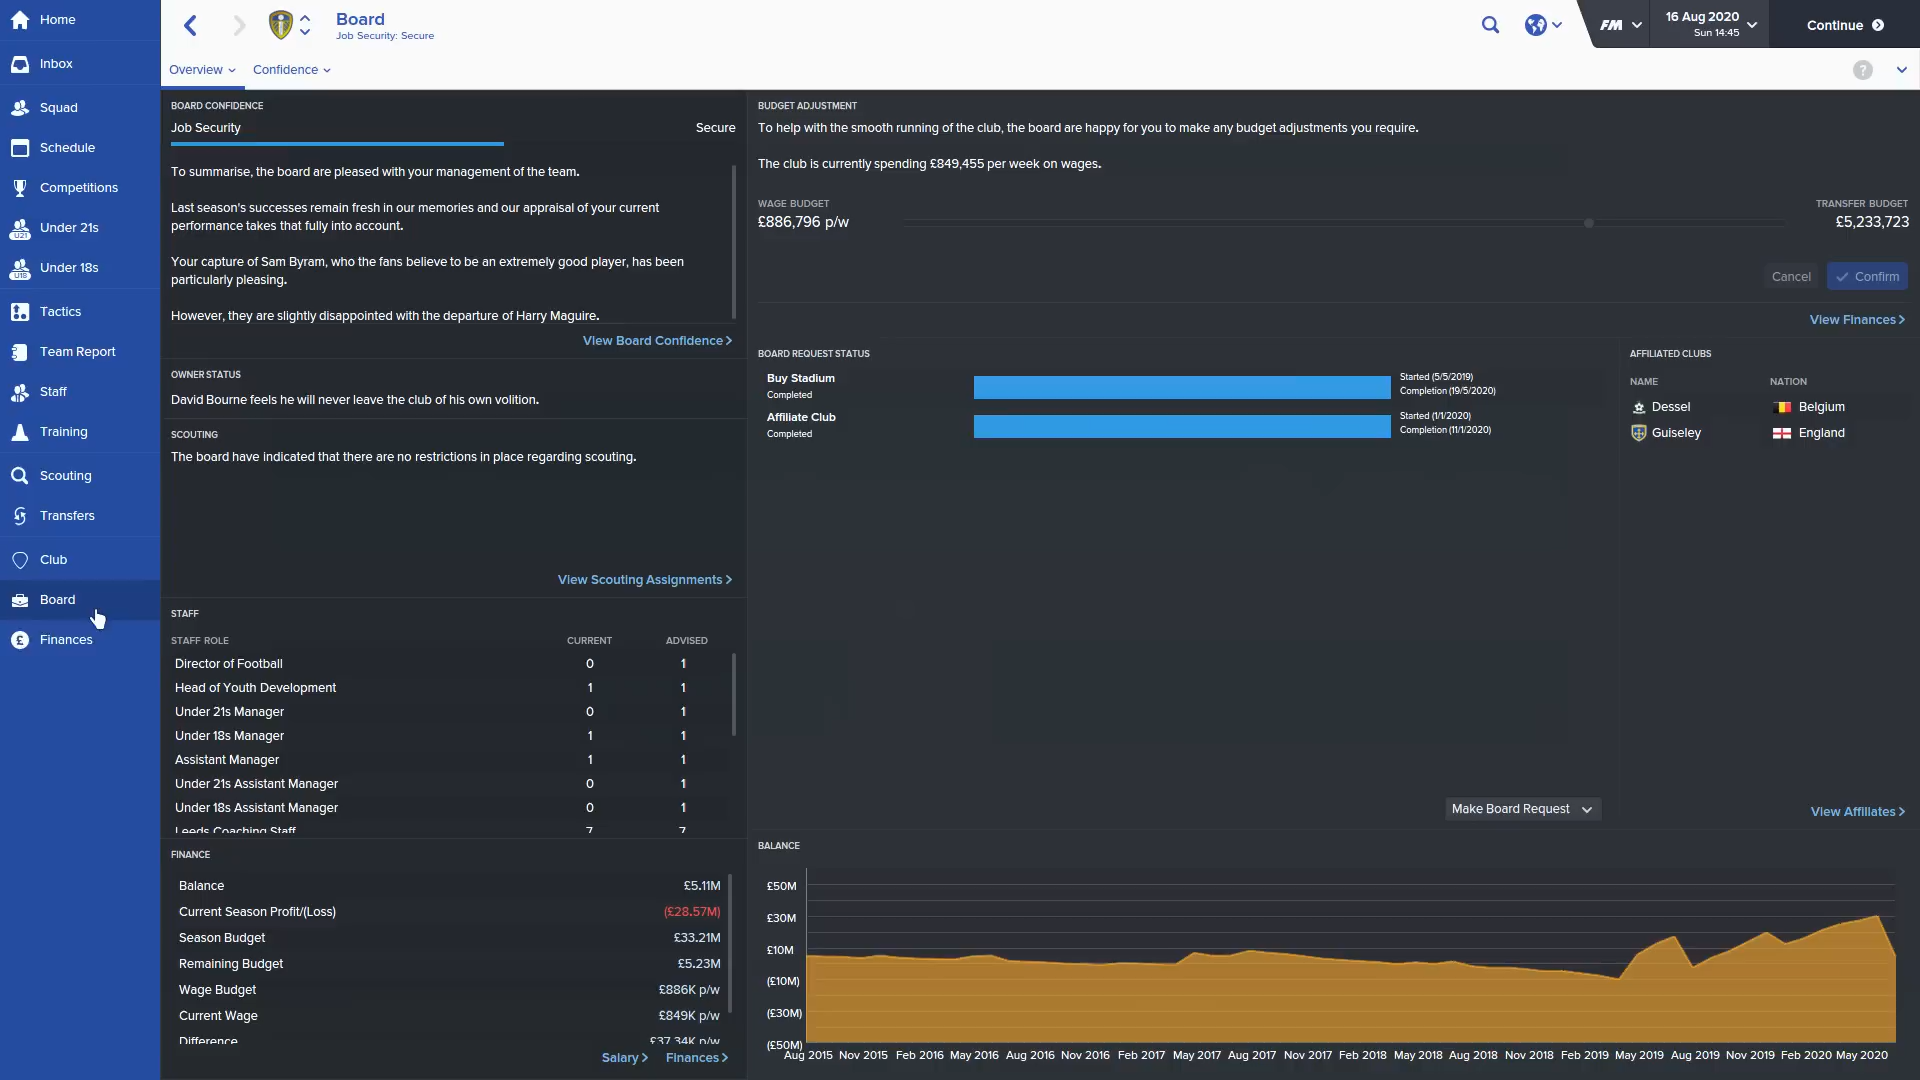 Home
Inbox
Squad
Schedule
Competitions
U21
Under 21s
U18
Under 18s
Tactics
Team Report
Staff
Training
Scouting
Transfers
Club
Board
£ Finances
Board
Job Security: Secure
FM
16 Aug 2020
Sun 14:45
Continue
Overview
Confidence
?
BOARD CONFIDENCE
Job Security Secure
To summarise, the board are pleased with your management of the team.
Last season's successes remain fresh in our memories and our appraisal of your current
performance takes that fully into account.
Your capture of Sam Byram, who the fans believe to be an extremely good player, has been
particularly pleasing.
However, they are slightly disappointed with the departure of Harry Maguire.
View Board Confidence >
OWNER STATUS
David Bourne feels he will never leave the club of his own volition.
SCOUTING
The board have indicated that there are no restrictions in place regarding scouting.
View Scouting Assignments >
STAFF
STAFF ROLE CURRENT ADVISED
Director of Football 0 1
Head of Youth Development 1 1
Under 21s Manager 0 1
Under 18s Manager 1 1
Assistant Manager 1 1
Under 21s Assistant Manager 0 1
Under 18s Assistant Manager 0 1
Leeds Coaching Staff 7 7
FINANCE
Balance £5.11M
Current Season Profit/(Loss) (£28.57M)
Season Budget £33.21M
Remaining Budget £5.23M
Wage Budget £886K p/w
Current Wage £849K p/w
Difference £37.34K p/w
Salary > Finances >
BUDGET ADJUSTMENT
To help with the smooth running of the club, the board are happy for you to make any budget adjustments you require.
The club is currently spending £849,455 per week on wages.
WAGE BUDGET TRANSFER BUDGET
£886,796 p/w £5,233,723
Cancel Confirm
View Finances >
BOARD REQUEST STATUS
Buy Stadium
Completed
Started (5/5/2019)
Completion (19/5/2020)
Affiliate Club
Completed
Started (1/1/2020)
Completion (11/1/2020)
Make Board Request
AFFILIATED CLUBS
NAME NATION
Dessel Belgium
Guiseley England
View Affiliates >
BALANCE
£50M
£30M
£10M
(£10M)
(£30M)
(£50M)
Aug 2015 Nov 2015 Feb 2016 May 2016 Aug 2016 Nov 2016 Feb 2017 May 2017 Aug 2017 Nov 2017 Feb 2018 May 2018 Aug 2018 Nov 2018 Feb 2019 May 2019 Aug 2019 Nov 2019 Feb 2020 May 2020